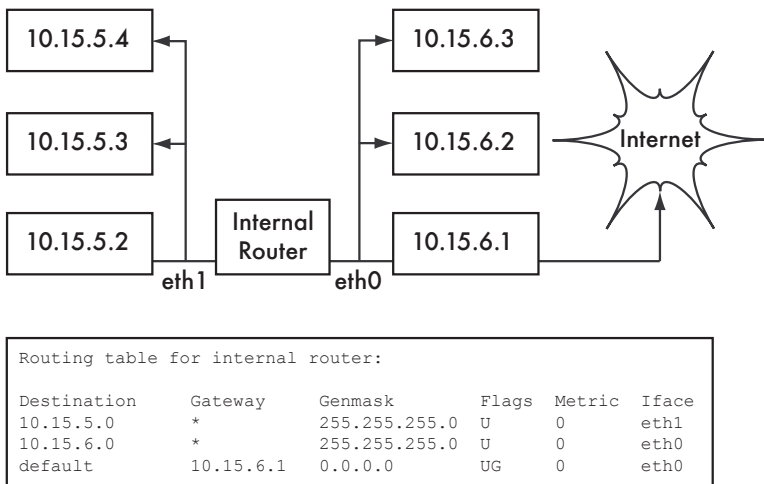 10.15.5.4
10.15.6.3
10.15.5.3
10.15.6.2
Internet
10.15.5.2
Internal
Router
10.15.6.1
eth1
eth0
Routing table for internal router:
Destination Gateway Genmask Flags Metric Iface
10.15.5.0 * 255.255.255.0 U 0 eth1
10.15.6.0 * 255.255.255.0 U 0 eth0
default 10.15.6.1 0.0.0.0 UG 0 eth0